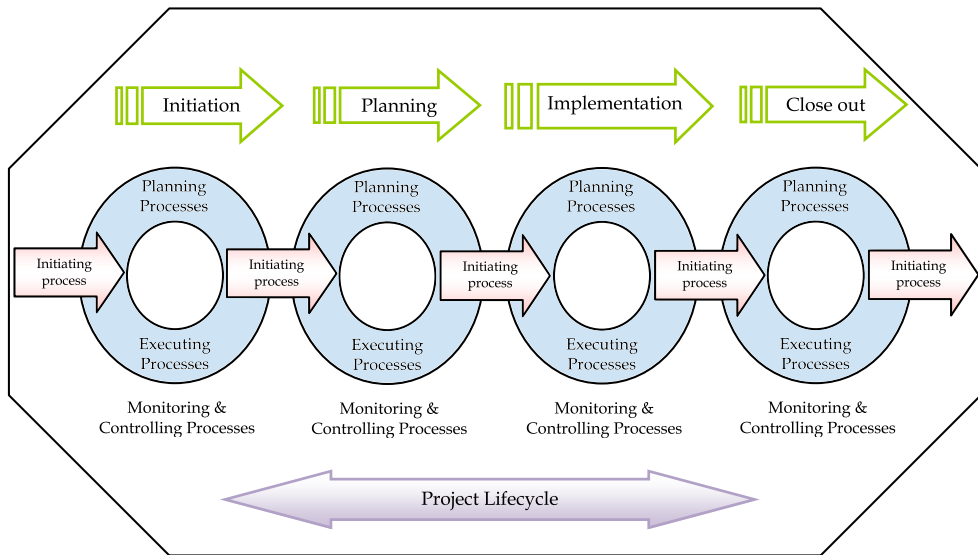 Initiation
Planning
Implementation
Close out
Planning
Processes
Planning
Processes
Planning
Processes
Planning
Processes
Initiating
process
Initiating
process
Initiating
process
Initiating
process
Initiating
process
Executing
Processes
Executing
Processes
Executing
Processes
Executing
Processes
Monitoring &
Controlling Processes
Monitoring &
Controlling Processes
Monitoring &
Controlling Processes
Monitoring &
Controlling Processes
Project Lifecycle